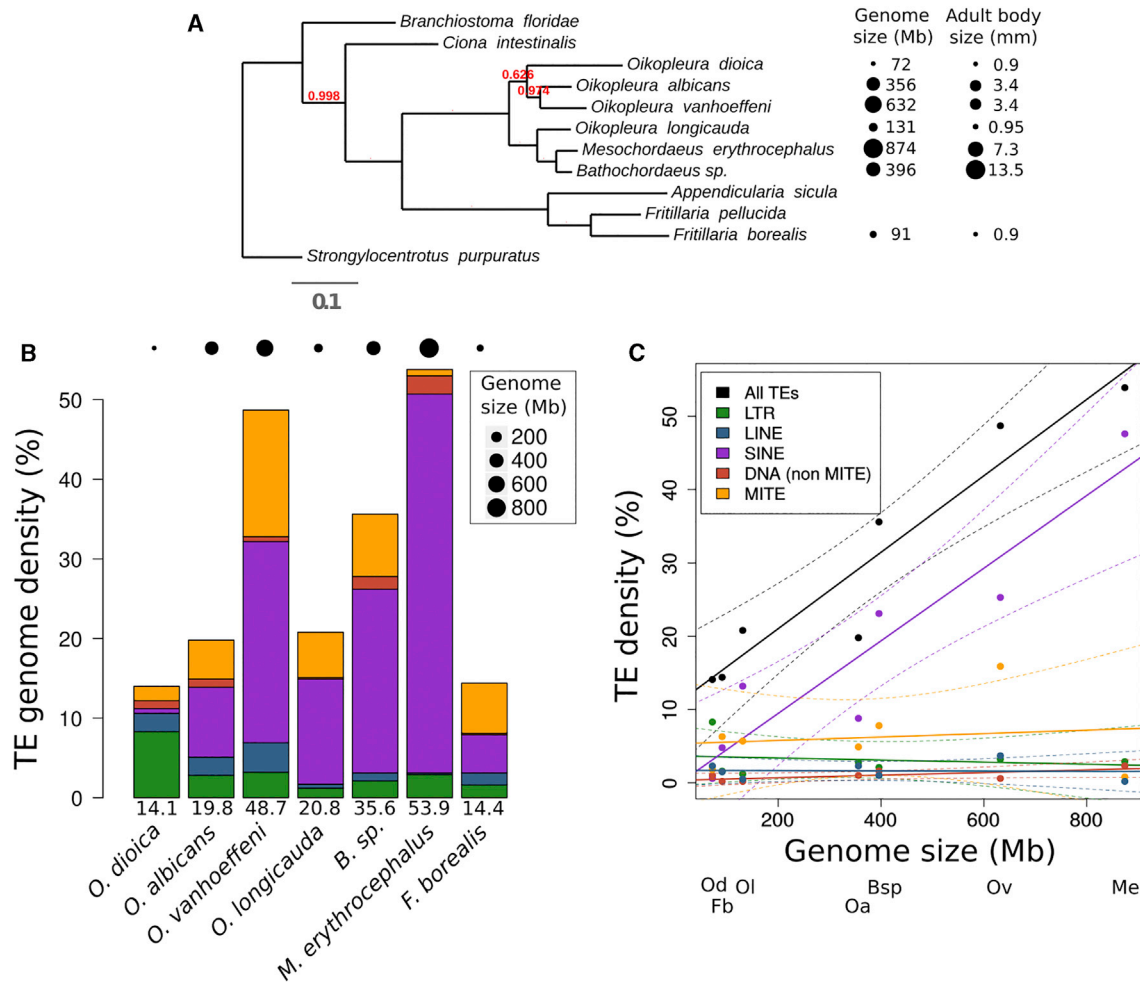 A
Genome size (Mb)
Adult body size (mm)
Branchiostoma floridae
Ciona intestinalis
Oikopleura dioica 72 0.9
0.626
Oikopleura albicans 356 3.4
0.974
Oikopleura vanhoeffeni 632 3.4
0.998
Oikopleura longicauda 131 0.95
Mesochordaeus erythrocephalus 874 7.3
Bathochordaeus sp. 396 13.5
Appendicularia sicula
Fritillaria pellucida
Fritillaria borealis 91 0.9
Strongylocentrotus purpuratus
0.1
B
TE genome density (%)
50
40
30
20
10
0
Genome size (Mb)
200
400
600
800
14.1 19.8 48.7 20.8 35.6 53.9 14.4
O. dioica
O. albicans
O. vanhoeffeni
O. longicauda
B. sp.
M. erythrocephalus
F. borealis
C
TE density (%)
50
40
30
20
10
0
All TEs
LTR
LINE
SINE
DNA (non MITE)
MITE
200 400 600 800
Genome size (Mb)
Od Ol Bsp Ov Me
Fb Oa